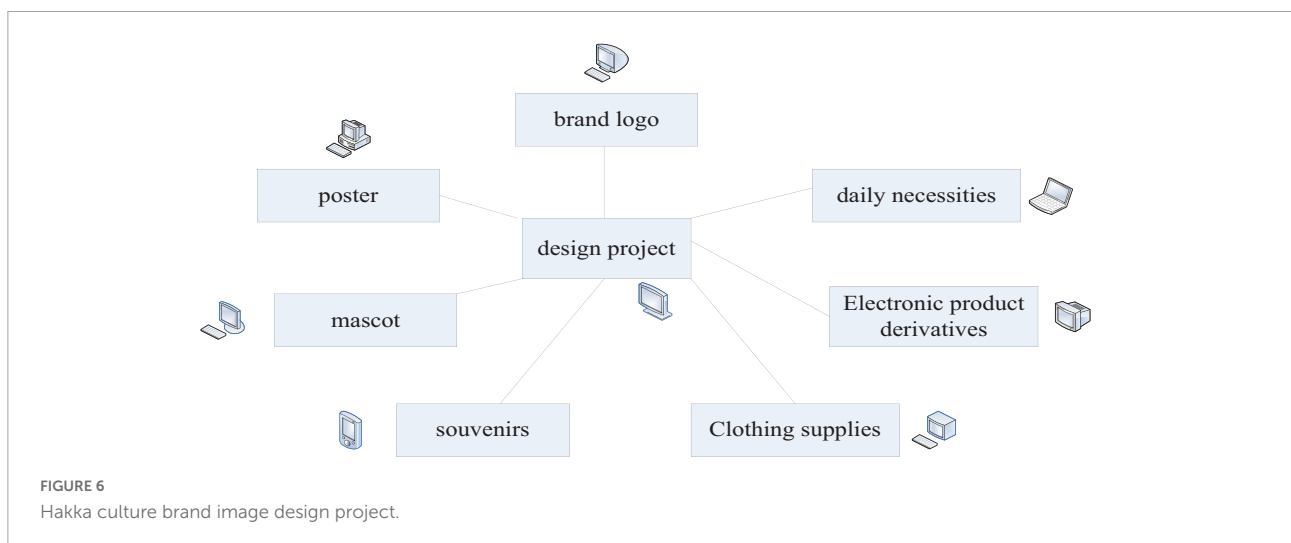 brand logo
poster
daily necessities
design project
mascot
Electronic product
derivatives
souvenirs
Clothing supplies
FIGURE 6
Hakka culture brand image design project.